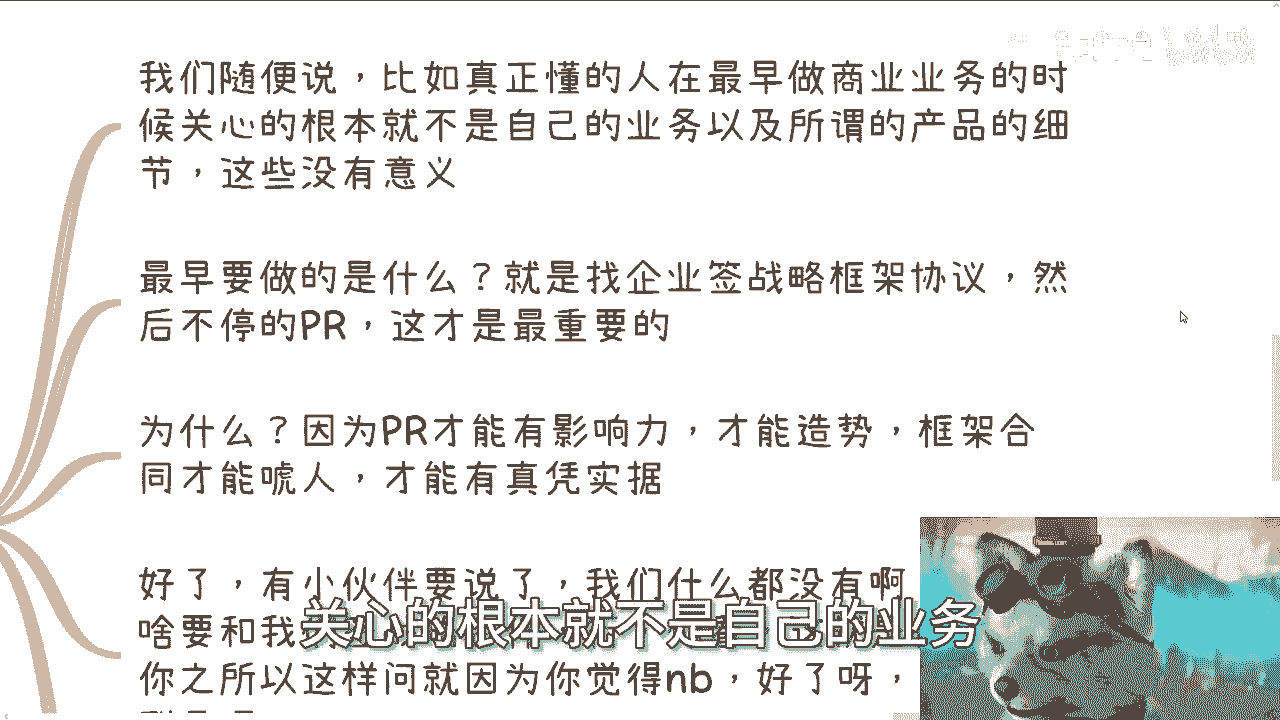 我们随便说，比如真正懂的人在最早做商业业务的时
候关心的根本就不是自己的业务以及所谓的产品的细
节，这些没有意义
最早要做的是什么？就是找企业签战略框架协议，然
后不停的PR，这才是最重要的
为什么？因为PR才能有影响力，才能造势，框架合
同才能唬人，才能有真凭实据
好了，有小伙伴要说了，我们什么都没有啊
啥要和我
关心的根本就不是自己的业务
你之所以这样问就因为你觉得nb，好了呀，